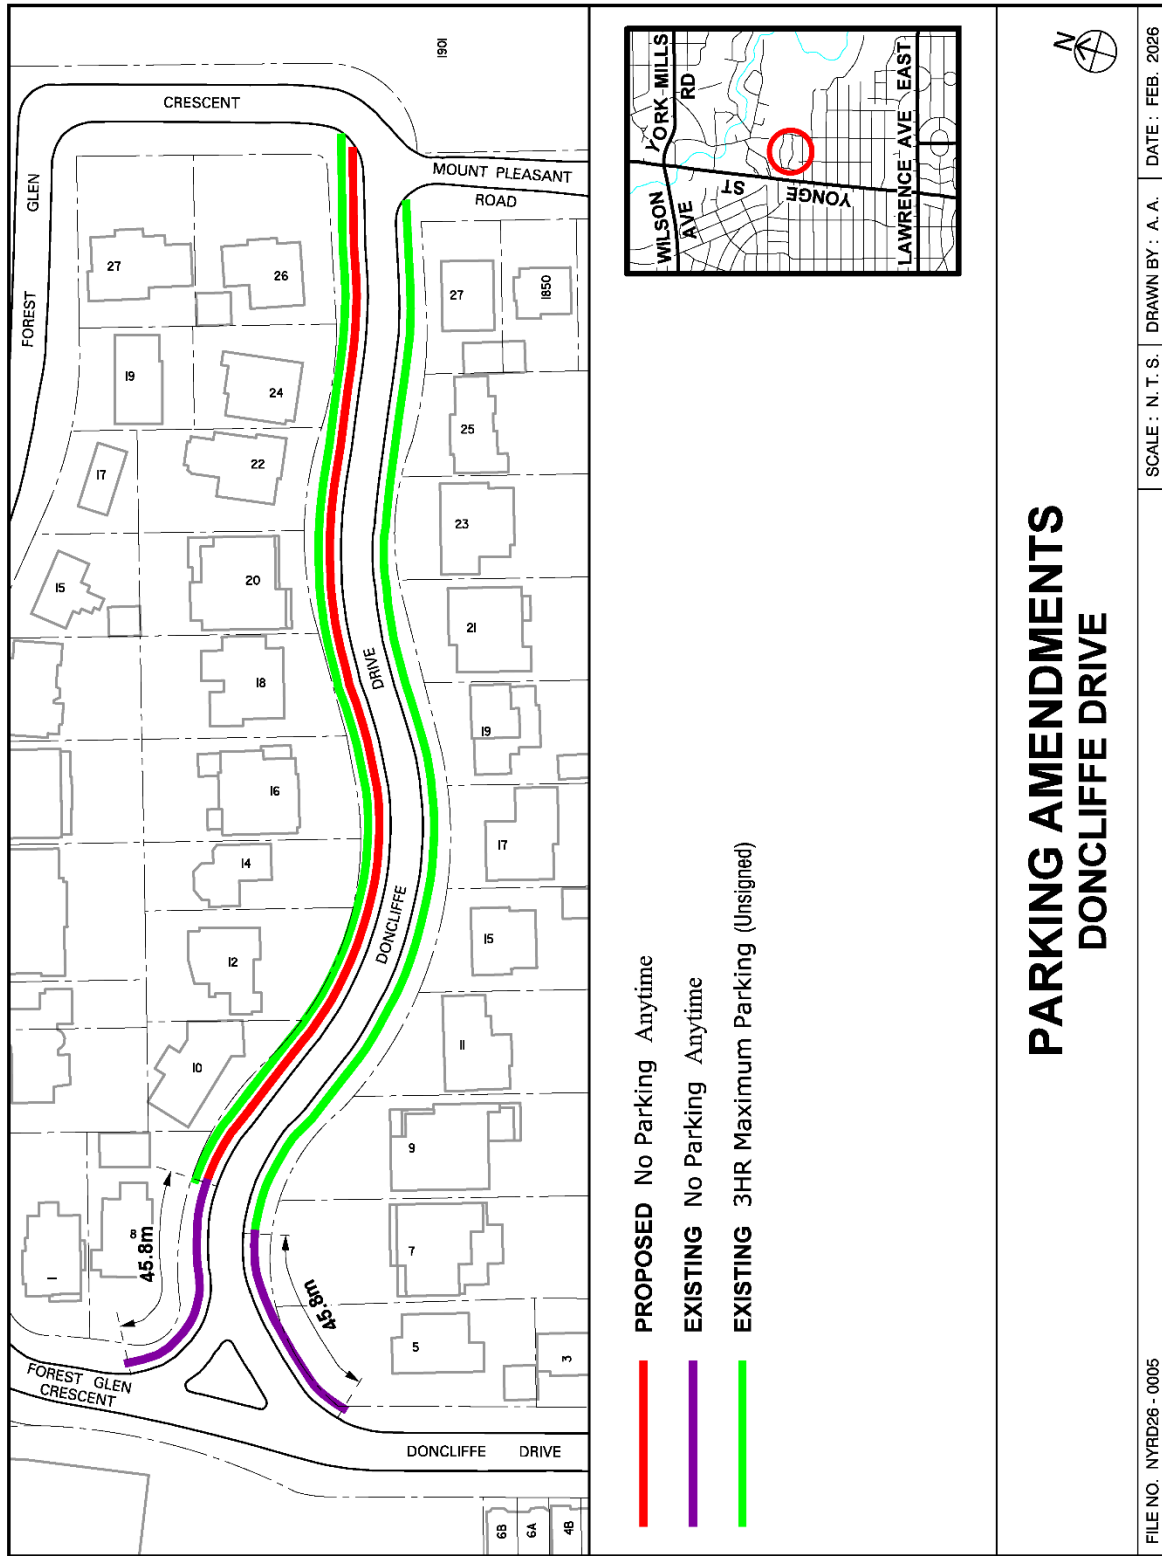 1901
CRESCENT
GLEN
FOREST
MOUNT PLEASANT
ROAD
27
26
27
1850
19
24
25
17
22
23
15
20
21
18
DRIVE
19
16
17
14
DONCLIFFE
12
15
10
11
9
8
45.8m
1
7
45.8m
5
3
FOREST GLEN
CRESCENT
DONCLIFFE DRIVE
6B
6A
4B
PROPOSED No Parking Anytime
EXISTING No Parking Anytime
EXISTING 3HR Maximum Parking (Unsigned)
WILSON
AVE
YORK MILLS
RD
YONGE
ST
LAWRENCE AVE EAST
N
PARKING AMENDMENTS
DONCLIFFE DRIVE
FILE NO. NYRD26 - 0005
SCALE : N. T. S.
DRAWN BY : A. A.
DATE : FEB. 2026